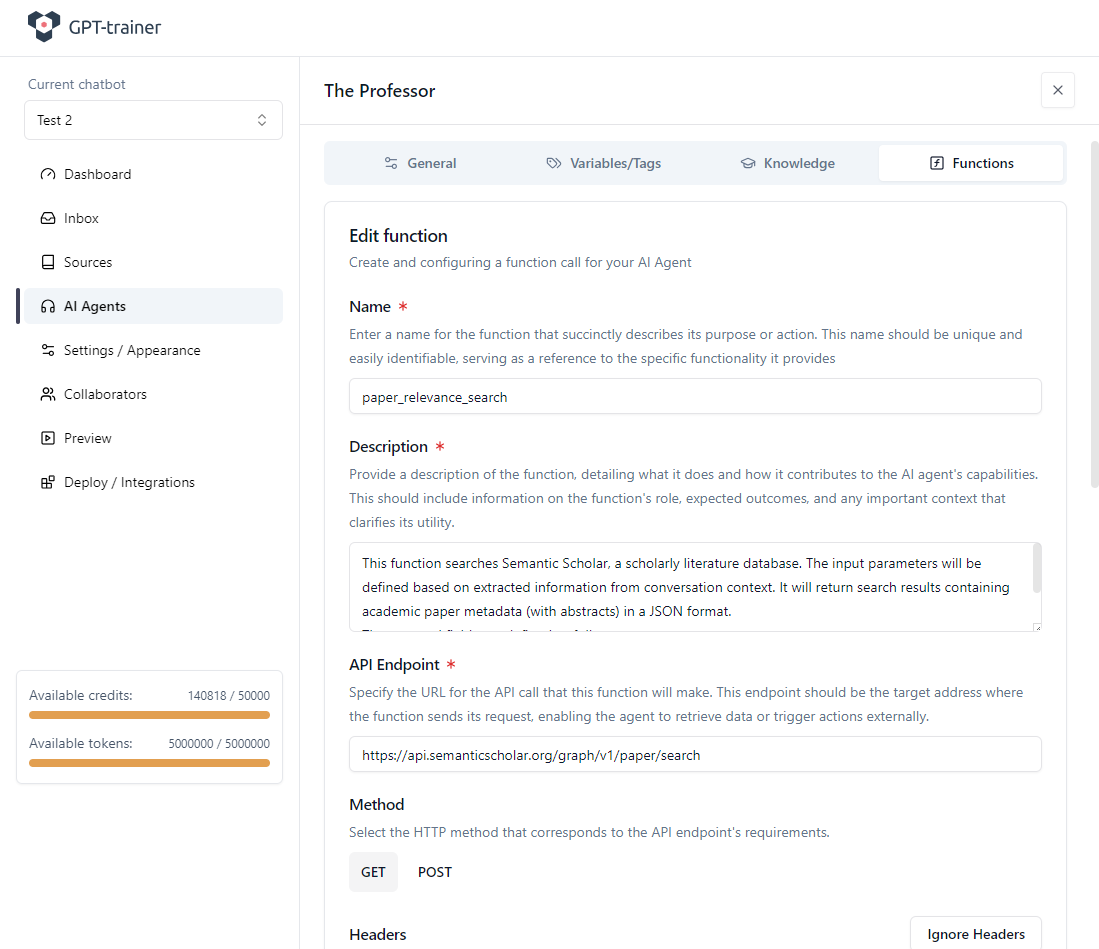 GPT-trainer
Current chatbot
Test 2
Dashboard
Inbox
Sources
AI Agents
Settings / Appearance
Collaborators
Preview
Deploy / Integrations
Available credits: 140818 / 50000
Available tokens: 5000000 / 5000000
The Professor
General Variables/Tags Knowledge Functions
Edit function
Create and configuring a function call for your AI Agent
Name *
Enter a name for the function that succinctly describes its purpose or action. This name should be unique and
easily identifiable, serving as a reference to the specific functionality it provides
paper_relevance_search
Description *
Provide a description of the function, detailing what it does and how it contributes to the AI agent's capabilities.
This should include information on the function's role, expected outcomes, and any important context that
clarifies its utility.
This function searches Semantic Scholar, a scholarly literature database. The input parameters will be
defined based on extracted information from conversation context. It will return search results containing
academic paper metadata (with abstracts) in a JSON format.
API Endpoint *
Specify the URL for the API call that this function will make. This endpoint should be the target address where
the function sends its request, enabling the agent to retrieve data or trigger actions externally.
https://api.semanticscholar.org/graph/v1/paper/search
Method
Select the HTTP method that corresponds to the API endpoint's requirements.
GET POST
Headers Ignore Headers